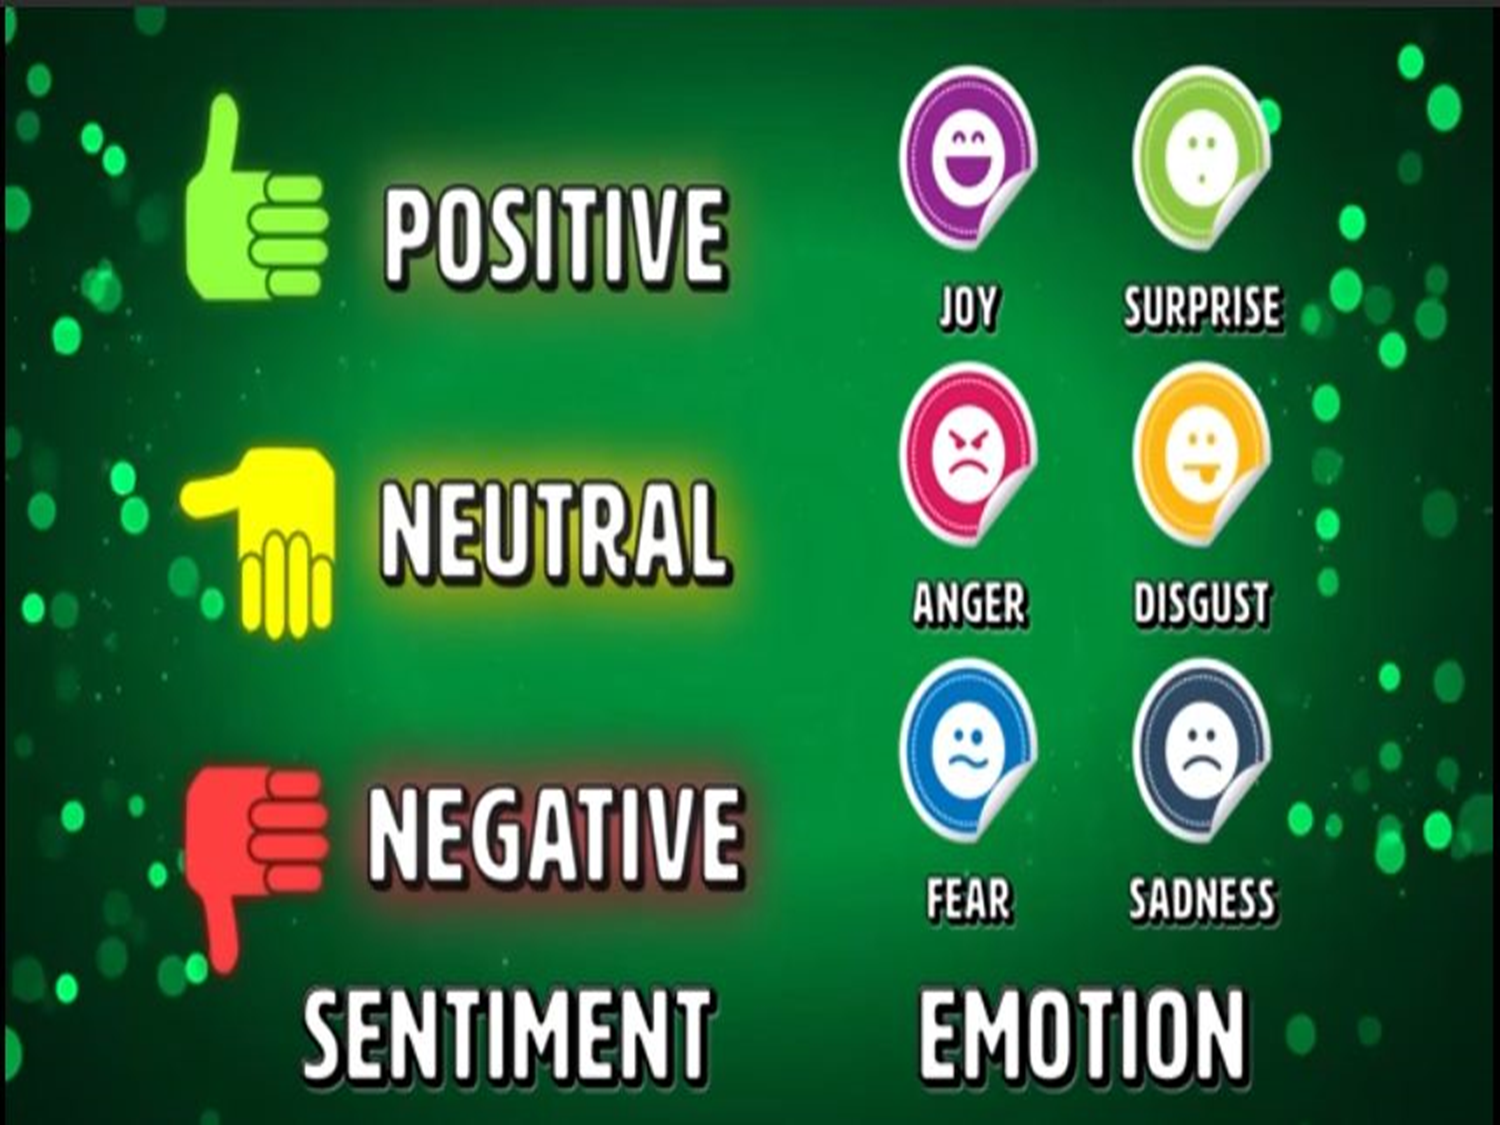 POSITIVE
NEUTRAL
NEGATIVE
SENTIMENT
JOY
SURPRISE
ANGER
DISGUST
FEAR
SADNESS
EMOTION